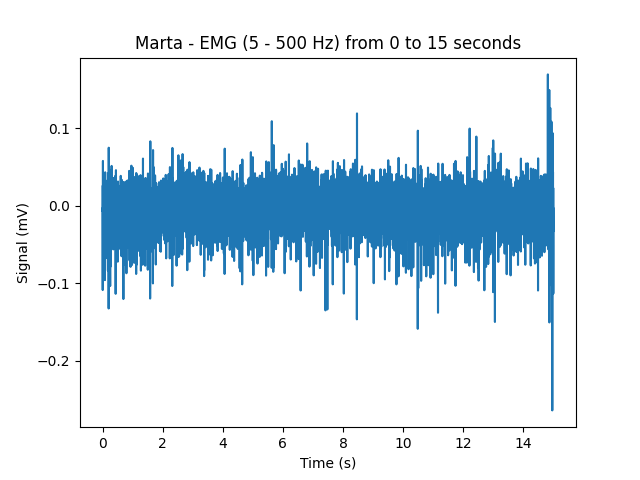 Marta - EMG (5 - 500 Hz) from 0 to 15 seconds
Signal (mV)
0.1
0.0
−0.1
−0.2
0 2 4 6 8 10 12 14
Time (s)